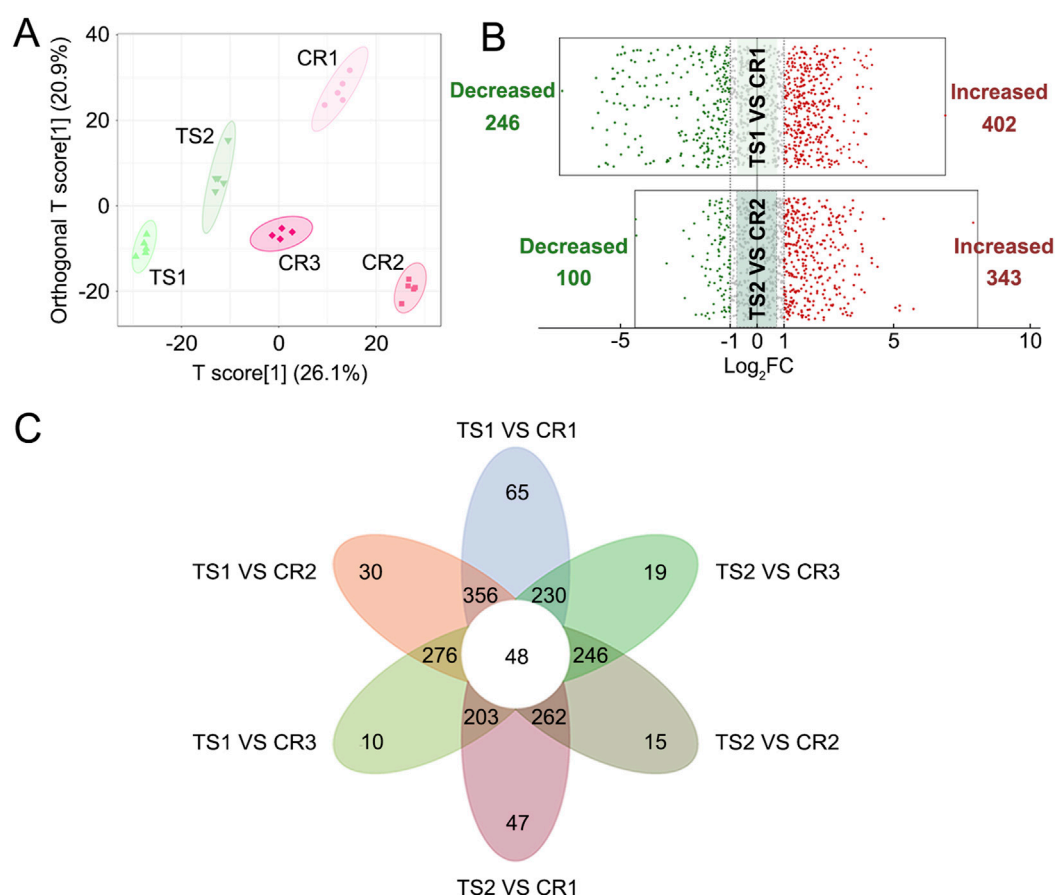 A
Orthogonal T score[1] (20.9%)
40
20
0
-20
CR1
TS2
TS1
CR3
CR2
-20
0
20
T score[1] (26.1%)
B
Decreased
246
TS1 VS CR1
Increased
402
Decreased
100
TS2 VS CR2
Increased
343
-5
-1
0
1
5
10
Log2FC
C
TS1 VS CR1
65
TS1 VS CR2
30
19
TS2 VS CR3
356
230
276
48
246
203
262
TS1 VS CR3
10
15
TS2 VS CR2
47
TS2 VS CR1